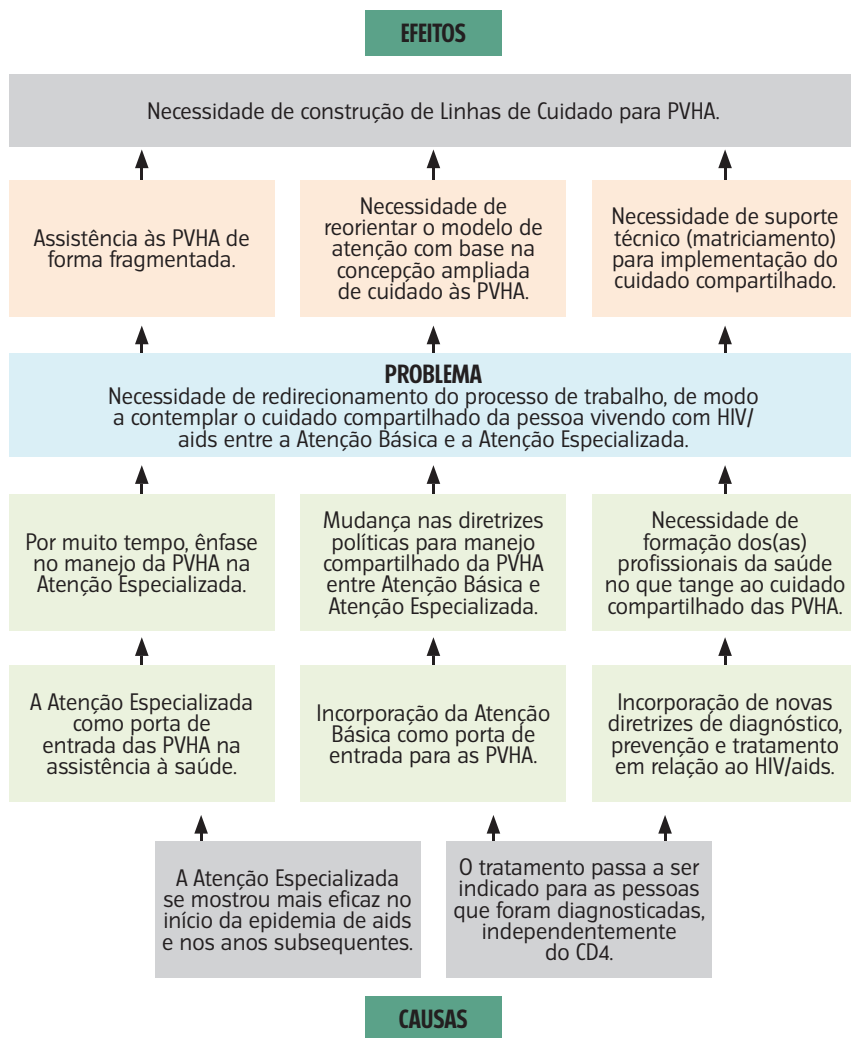 EFEITOS
Necessidade de construção de Linhas de Cuidado para PVHA.
Assistência às PVHA de
forma fragmentada.
Necessidade de
reorientar o modelo de
atenção com base na
concepção ampliada
de cuidado às PVHA.
Necessidade de suporte
técnico (matriciamento)
para implementação do
cuidado compartilhado.
PROBLEMA
Necessidade de redirecionamento do processo de trabalho, de modo
a contemplar o cuidado compartilhado da pessoa vivendo com HIV/
aids entre a Atenção Básica e a Atenção Especializada.
Por muito tempo, ênfase
no manejo da PVHA na
Atenção Especializada.
Mudança nas diretrizes
políticas para manejo
compartilhado da PVHA
entre Atenção Básica e
Atenção Especializada.
Necessidade de
formação dos(as)
profissionais da saúde
no que tange ao cuidado
compartilhado das PVHA.
A Atenção Especializada
como porta de
entrada das PVHA na
assistência à saúde.
Incorporação da Atenção
Básica como porta de
entrada para as PVHA.
Incorporação de novas
diretrizes de diagnóstico,
prevenção e tratamento
em relação ao HIV/aids.
A Atenção Especializada
se mostrou mais eficaz no
início da epidemia de aids
e nos anos subsequentes.
O tratamento passa a ser
indicado para as pessoas
que foram diagnosticadas,
independentemente
do CD4.
CAUSAS